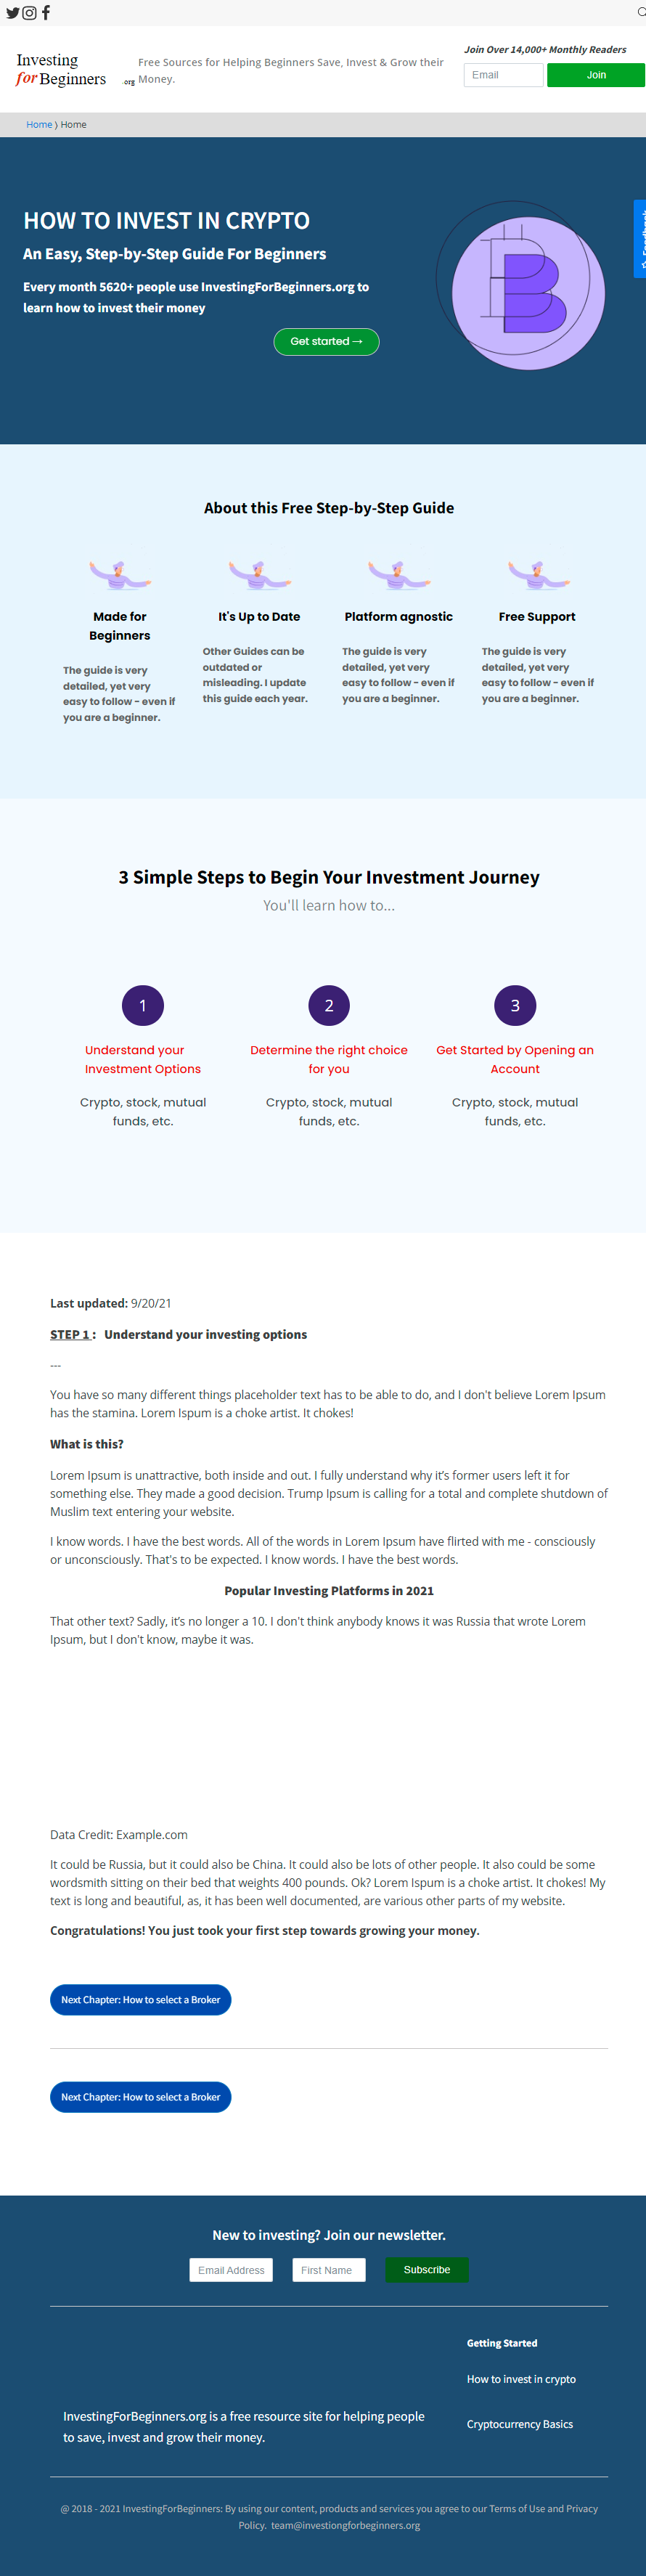 Join Over 14,000+ Monthly Readers
Investing
for Beginners .org
Free Sources for Helping Beginners Save, Invest & Grow their
Money.
Email
Join
Home ) Home
Feedback
HOW TO INVEST IN CRYPTO
An Easy, Step-by-Step Guide For Beginners
Every month 5620+ people use InvestingForBeginners.org to
learn how to invest their money
Get started →
About this Free Step-by-Step Guide
Made for
Beginners
The guide is very
detailed, yet very
easy to follow - even if
you are a beginner.
It's Up to Date
Other Guides can be
outdated or
misleading. I update
this guide each year.
Platform agnostic
The guide is very
detailed, yet very
easy to follow - even if
you are a beginner.
Free Support
The guide is very
detailed, yet very
easy to follow - even if
you are a beginner.
3 Simple Steps to Begin Your Investment Journey
You'll learn how to...
1
Understand your
Investment Options
Crypto, stock, mutual
funds, etc.
2
Determine the right choice
for you
Crypto, stock, mutual
funds, etc.
3
Get Started by Opening an
Account
Crypto, stock, mutual
funds, etc.
Last updated: 9/20/21
STEP 1 : Understand your investing options
---
You have so many different things placeholder text has to be able to do, and I don't believe Lorem Ipsum
has the stamina. Lorem Ispum is a choke artist. It chokes!
What is this?
Lorem Ipsum is unattractive, both inside and out. I fully understand why it’s former users left it for
something else. They made a good decision. Trump Ipsum is calling for a total and complete shutdown of
Muslim text entering your website.
I know words. I have the best words. All of the words in Lorem Ipsum have flirted with me - consciously
or unconsciously. That's to be expected. I know words. I have the best words.
Popular Investing Platforms in 2021
That other text? Sadly, it’s no longer a 10. I don't think anybody knows it was Russia that wrote Lorem
Ipsum, but I don't know, maybe it was.
Data Credit: Example.com
It could be Russia, but it could also be China. It could also be lots of other people. It also could be some
wordsmith sitting on their bed that weights 400 pounds. Ok? Lorem Ispum is a choke artist. It chokes! My
text is long and beautiful, as, it has been well documented, are various other parts of my website.
Congratulations! You just took your first step towards growing your money.
Next Chapter: How to select a Broker
Next Chapter: How to select a Broker
New to investing? Join our newsletter.
Email Address
First Name
Subscribe
Getting Started
How to invest in crypto
Cryptocurrency Basics
InvestingForBeginners.org is a free resource site for helping people
to save, invest and grow their money.
@ 2018 - 2021 InvestingForBeginners: By using our content, products and services you agree to our Terms of Use and Privacy
Policy. team@investiongforbeginners.org